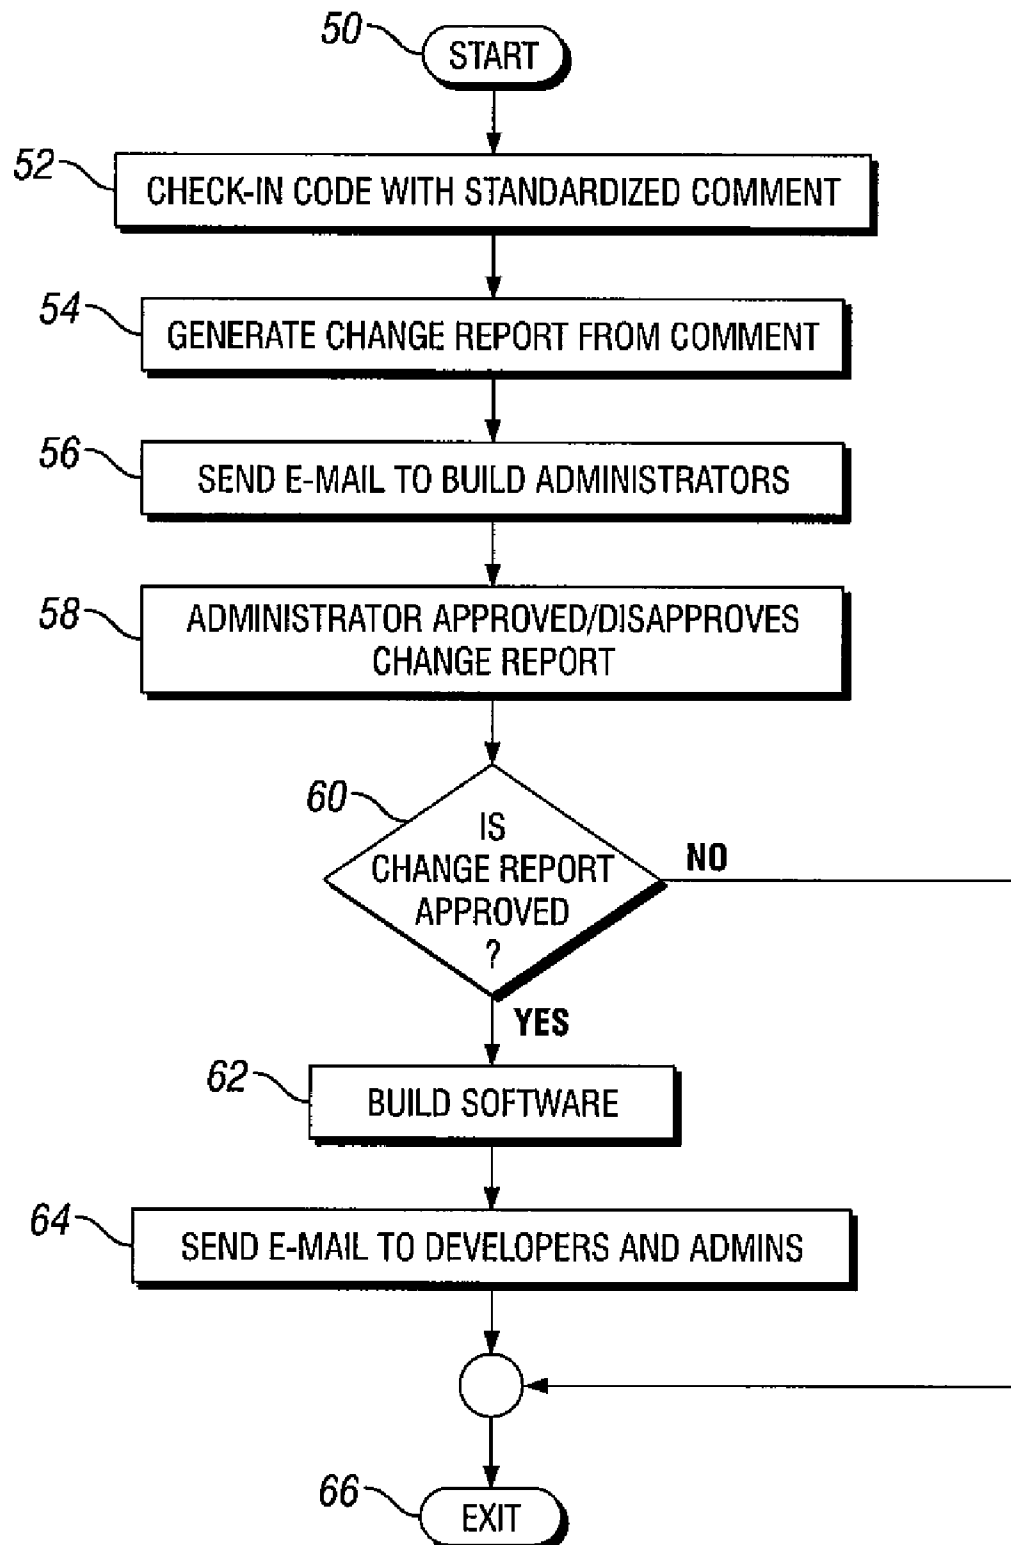 50
START
52
CHECK-IN CODE WITH STANDARDIZED COMMENT
54
GENERATE CHANGE REPORT FROM COMMENT
56
SEND E-MAIL TO BUILD ADMINISTRATORS
58
ADMINISTRATOR APPROVED/DISAPPROVES
CHANGE REPORT
60
IS
CHANGE REPORT
APPROVED
?
NO
YES
62
BUILD SOFTWARE
64
SEND E-MAIL TO DEVELOPERS AND ADMINS
66
EXIT